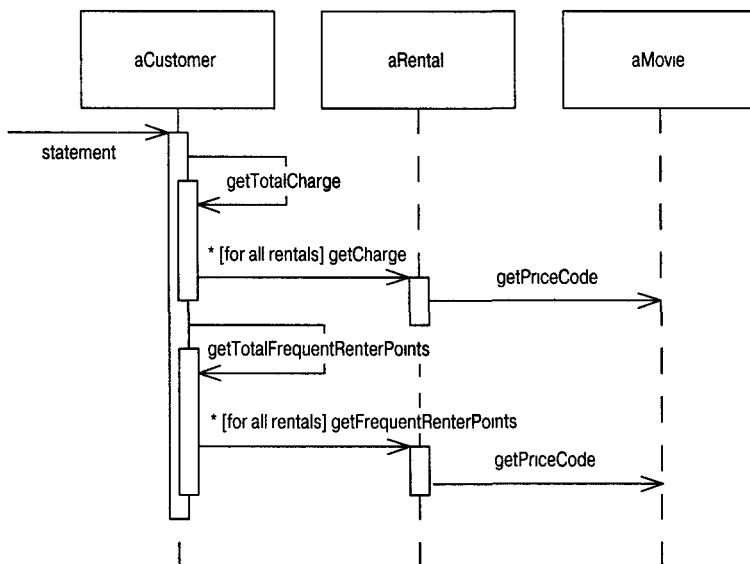 aCustomer
aRental
aMovie
statement
getTotalCharge
* [for all rentals] getCharge
getPriceCode
getTotalFrequentRenterPoints
* [for all rentals] getFrequentRenterPoints
getPriceCode